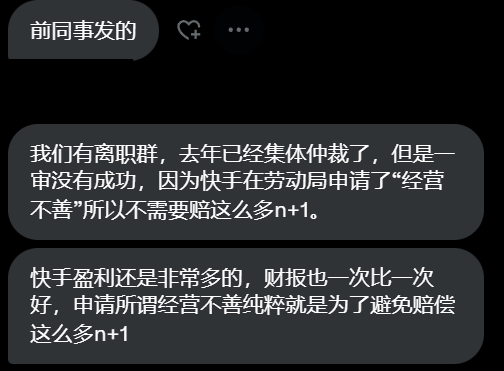 前同事发的
我们有离职群，去年已经集体仲裁了，但是一
审没有成功，因为快手在劳动局申请了“经营
不善”所以不需要赔这么多n+1。
快手盈利还是非常多的，财报也一次比一次
好，申请所谓经营不善纯粹就是为了避免赔偿
这么多n+1